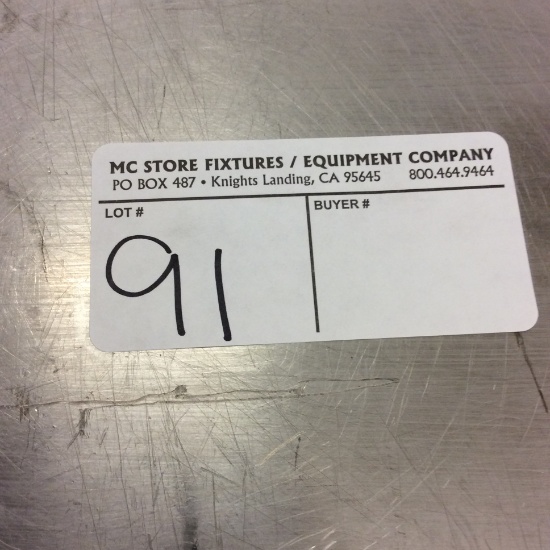 MC STORE FIXTURES / EQUIPMENT COMPANY
PO BOX 487 • Knights Landing, CA 95645 800.464.9464
LOT # BUYER #
91